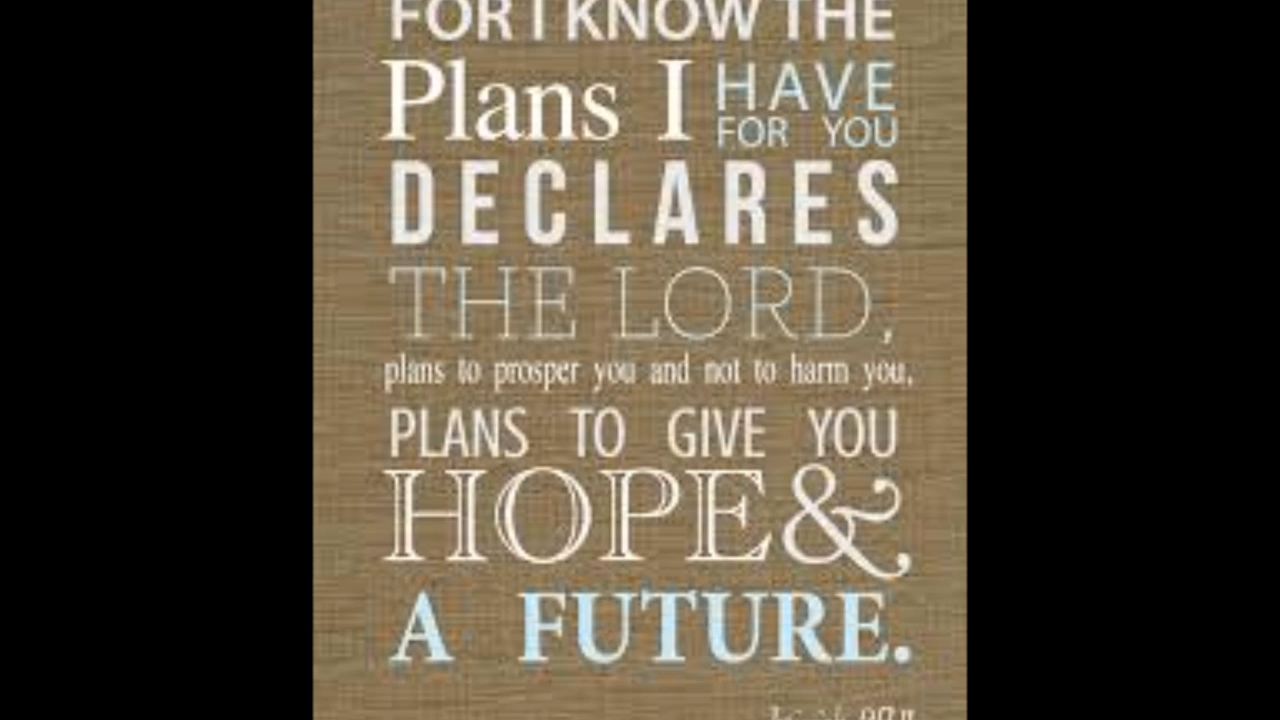 FOR I KNOW THE
Plans I HAVE
FOR YOU
DECLARES
THE LORD,
plans to prosper you and not to harm you,
PLANS TO GIVE YOU
HOPE &
A FUTURE.